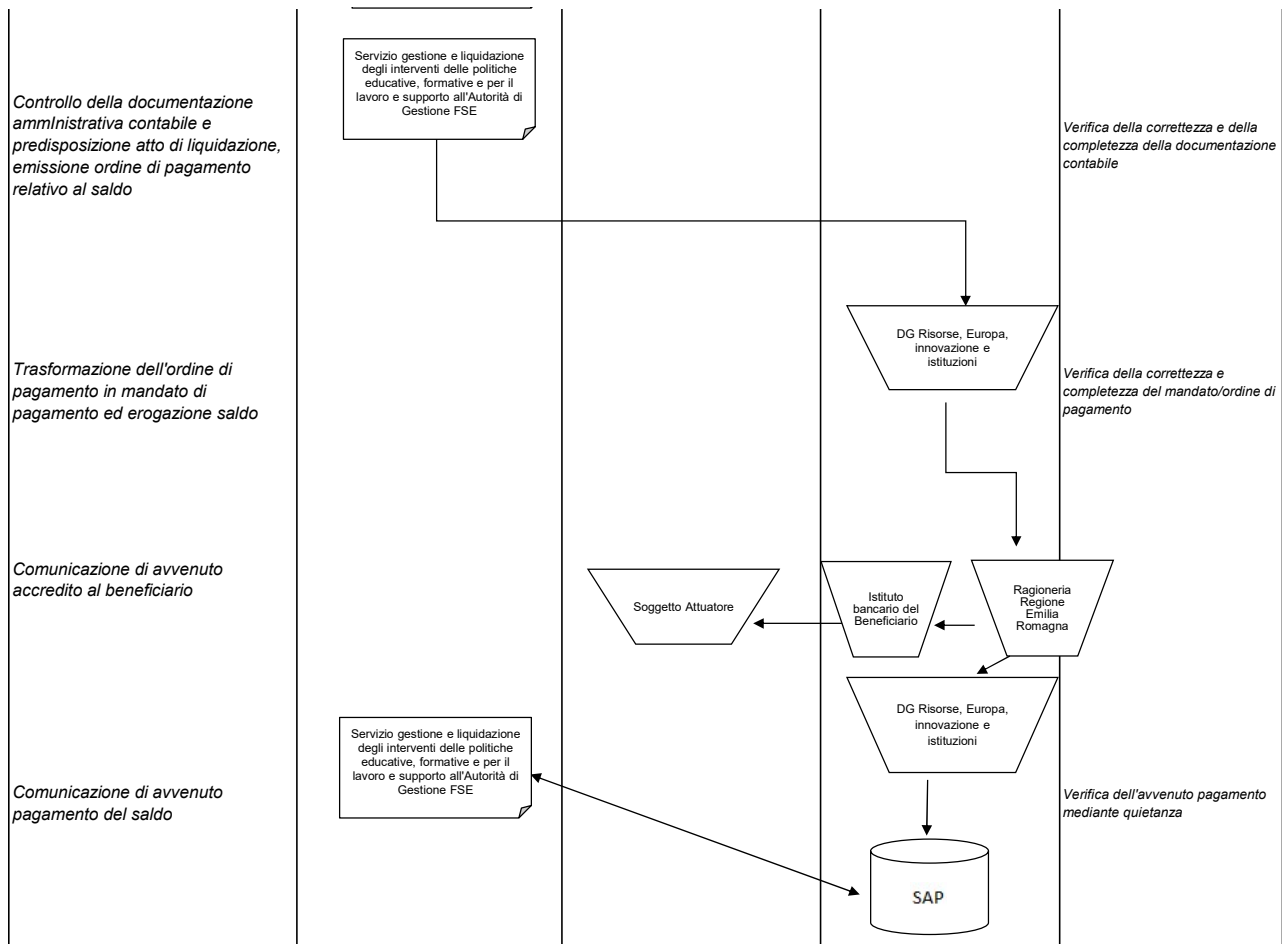 Controllo della documentazione
ammInistrativa contabile e
predisposizione atto di liquidazione,
emissione ordine di pagamento
relativo al saldo
Servizio gestione e liquidazione
degli interventi delle politiche
educative, formative e per il
lavoro e supporto all'Autorità di
Gestione FSE
Verifica della correttezza e della
completezza della documentazione
contabile
Trasformazione dell'ordine di
pagamento in mandato di
pagamento ed erogazione saldo
DG Risorse, Europa,
innovazione e
istituzioni
Verifica della correttezza e
completezza del mandato/ordine di
pagamento
Comunicazione di avvenuto
accredito al beneficiario
Soggetto Attuatore
Istituto
bancario del
Beneficiario
Ragioneria
Regione
Emilia
Romagna
DG Risorse, Europa,
innovazione e
istituzioni
Comunicazione di avvenuto
pagamento del saldo
Servizio gestione e liquidazione
degli interventi delle politiche
educative, formative e per il
lavoro e supporto all'Autorità di
Gestione FSE
Verifica dell'avvenuto pagamento
mediante quietanza
SAP